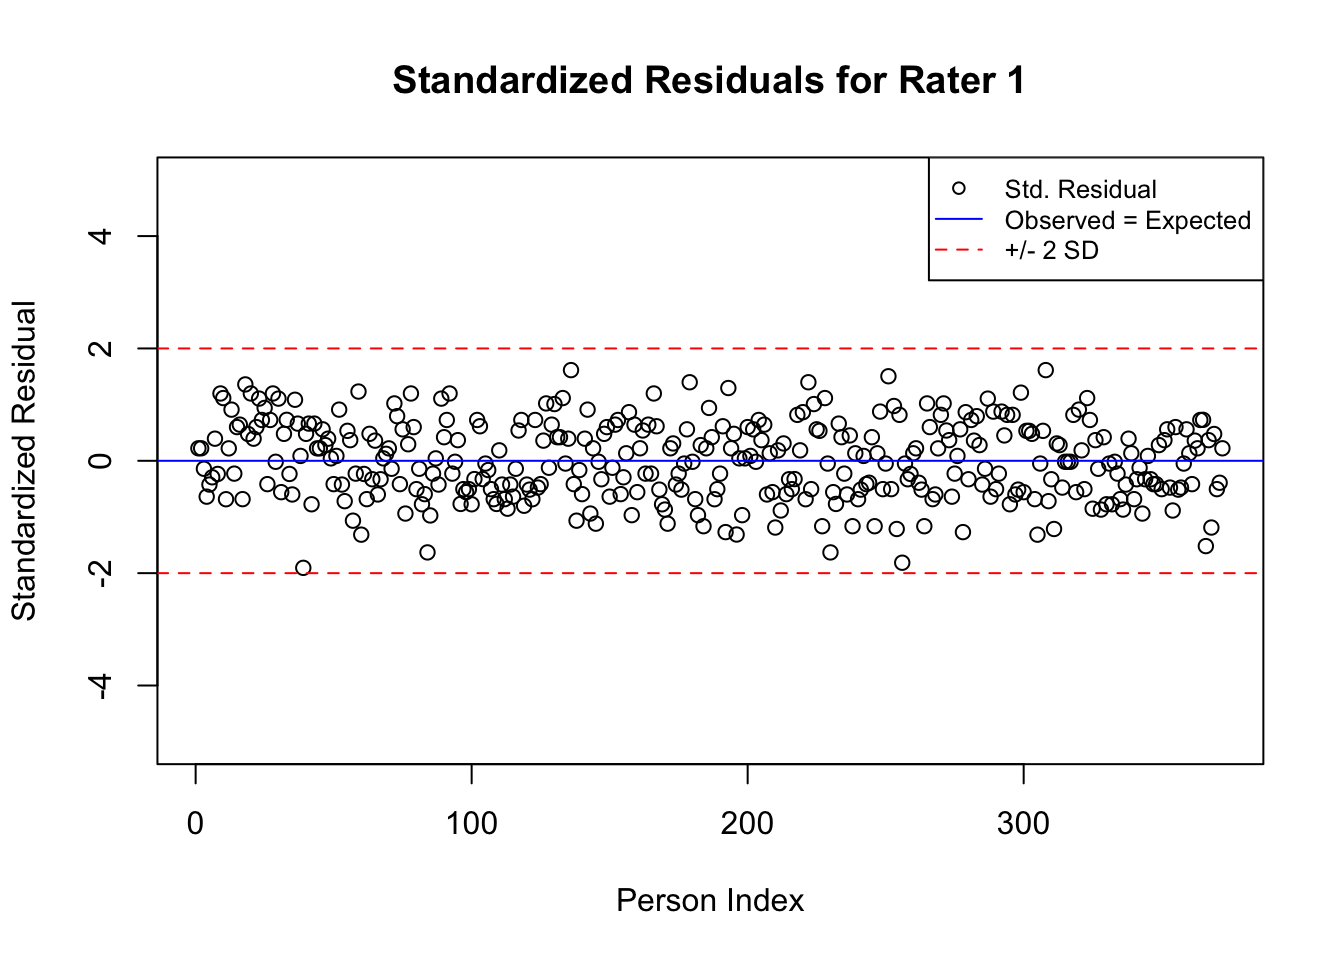 Standardized Residuals for Rater 1
Std. Residual
Observed = Expected
+/- 2 SD
Standardized Residual
4
2
0
-2
-4
0 100 200 300
Person Index